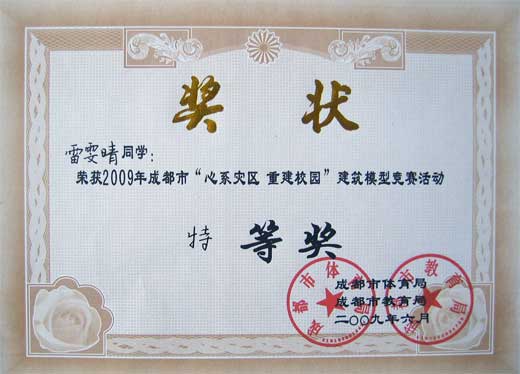 奖状
雷雯晴同学:
荣获2009年成都市“心系灾区 重建校园”建筑模型竞赛活动
特 等奖
成都市体育局
成都市教育局
二〇〇九年六月